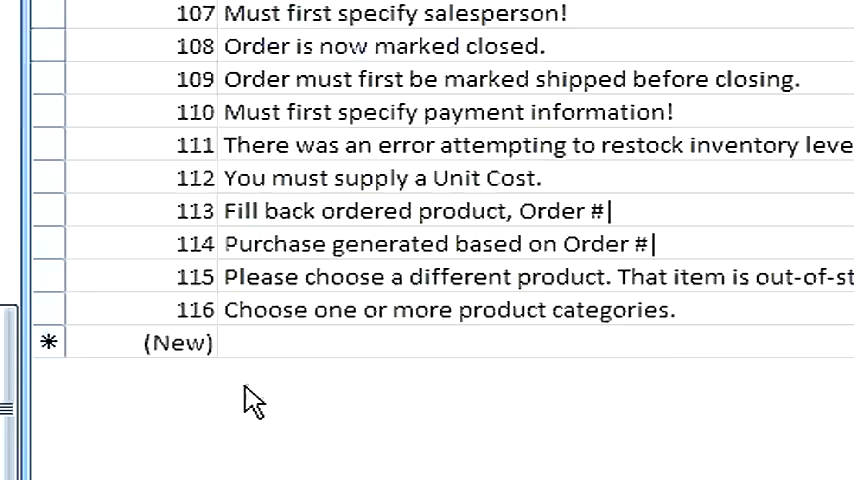 107 Must first specify salesperson!
108 Order is now marked closed.
109 Order must first be marked shipped before closing.
110 Must first specify payment information!
111 There was an error attempting to restock inventory leve
112 You must supply a Unit Cost.
113 Fill back ordered product, Order #|
114 Purchase generated based on Order #|
115 Please choose a different product. That item is out-of-st
116 Choose one or more product categories.
* (New)